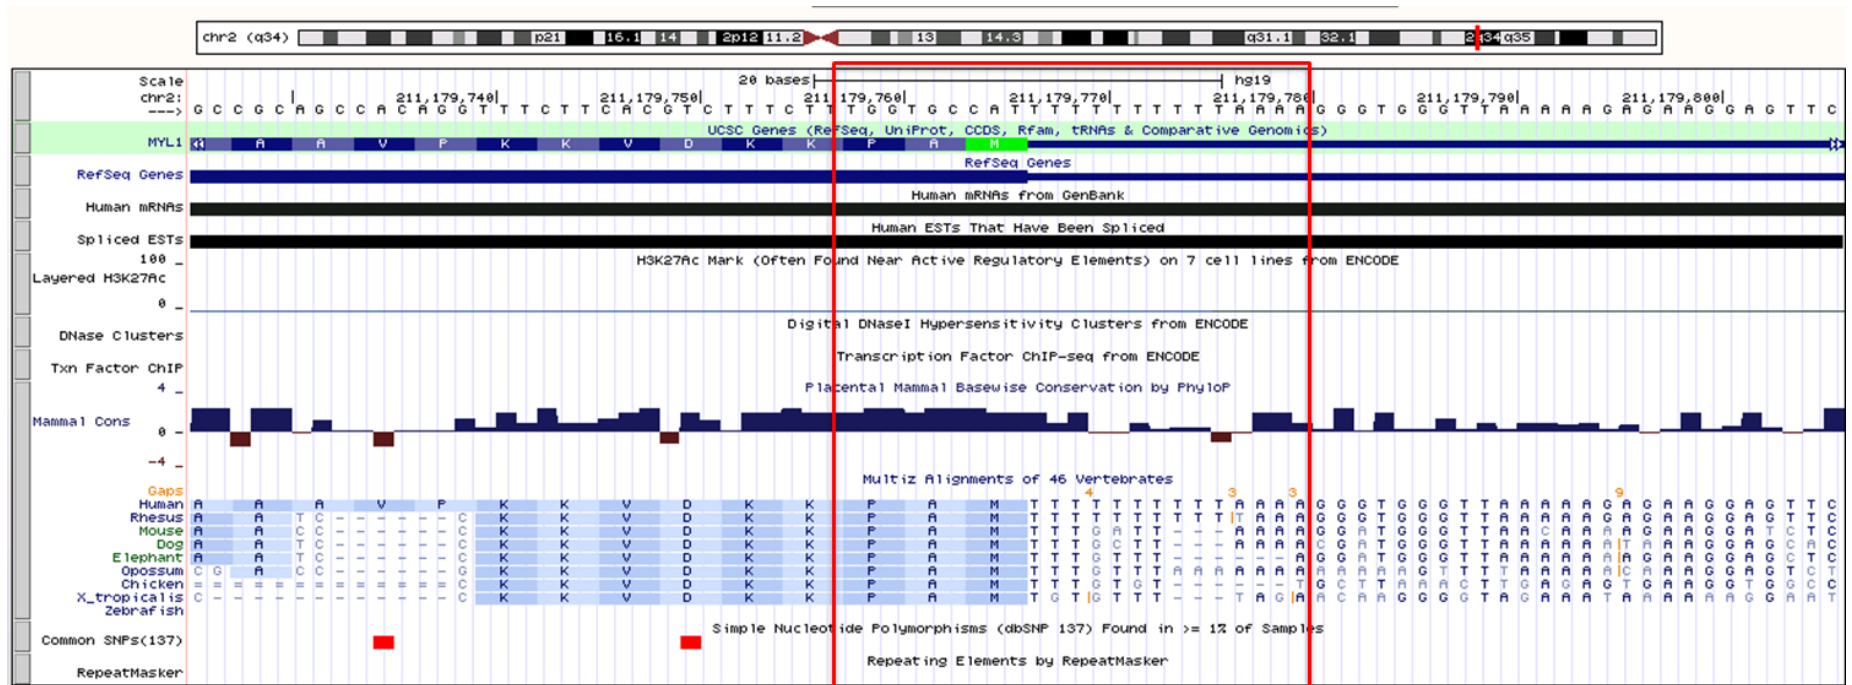 chr2 (q34) p21 16.1 14 2p12 11.2 13 14.3 q31.1 32.1 2q34 q35
Scale 20 bases hg19
chr2: 211,179,740 211,179,750 211,179,760 211,179,770 211,179,780 211,179,790 211,179,800
---> G C C G C A G C C A C A G G T T T C T T C A C G T C T T T C T T T G G T G C C A T T T T T T T T T T T A A A A G G G T G G G T T A A A A A G A G A A G G A G T T C
UCSC Genes (RefSeq, UniProt, CCDS, Rfam, tRNAs & Comparative Genomics)
MYL1 A A V P K K V D K K P A M
RefSeq Genes
RefSeq Genes
Human mRNAs from GenBank
Human mRNAs
Human ESTs That Have Been Spliced
Spliced ESTs
100 _
H3K27Ac Mark (Often Found Near Active Regulatory Elements) on 7 cell lines from ENCODE
Layered H3K27Ac
0 _
Digital DNaseI Hypersensitivity Clusters from ENCODE
DNase Clusters
Transcription Factor ChIP-seq from ENCODE
Txn Factor ChIP
4 _
Placental Mammal Basewise Conservation by PhyloP
Mammal Cons
0 _
-4 _
Multiz Alignments of 46 Vertebrates
Gaps 4 3 3 9
Human A A A V P K K V D K K P A M T T T T T T T T T T A A A A G G G T G G G T T A A A A A G A G A A G G A G T T C
Rhesus A A T C - - - - - - C K K V D K K P A M T T T T T T T T T T T A A A G G G T G G G T T A A A A A G A G A A G G A G T T C
Mouse A A C C - - - - - - C K K V D K K P A M
Dog A A T C - - - - - - C K K V D K K P A M
Elephant A A T C - - - - - - C K K V D K K P A M
Opossum C G A C C - - - - - - G K K V D K K P A M
Chicken = = = = = = = = = = = = = = K K V D K K P A M
X_tropicalis C - - - - - - - - - - - - C K K V D K K P A M
Zebrafish
Simple Nucleotide Polymorphisms (dbSNP 137) Found in >= 1% of Samples
Common SNPs(137)
Repeating Elements by RepeatMasker
RepeatMasker